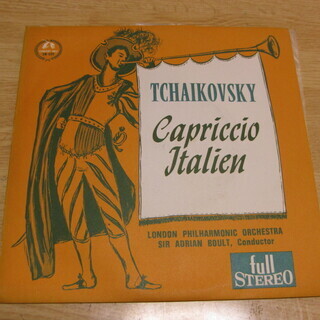 TCHAIKOVSKY
Capriccio
Italien
LONDON PHILHARMONIC ORCHESTRA
SIR ADRIAN BOULT, Conductor
full
STEREO